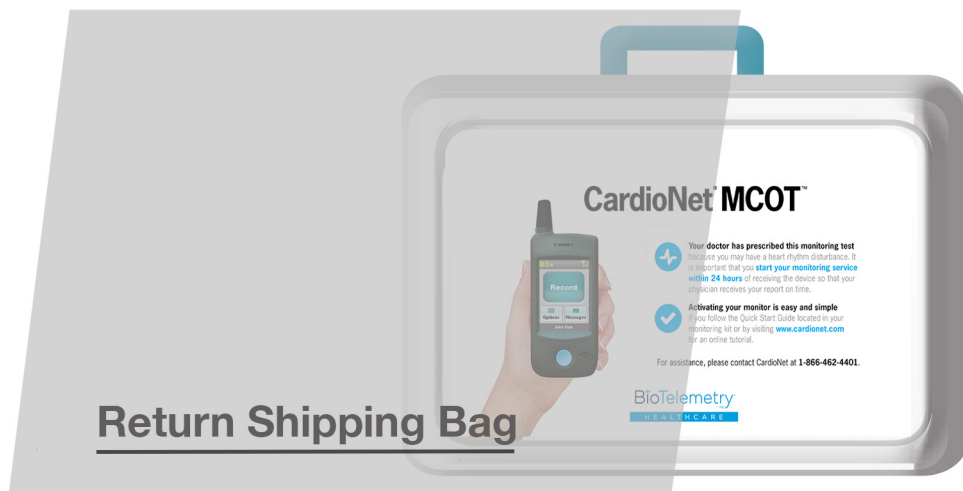 CardioNet® MCOT™
Your doctor has prescribed this monitoring test
because you may have a heart rhythm disturbance. It
is important that you start your monitoring service
within 24 hours of receiving the device so that your
physician receives your report on time.
Record
Options Messages
John Doe
Activating your monitor is easy and simple
if you follow the Quick Start Guide located in your
monitoring kit or by visiting www.cardionet.com
for an online tutorial.
For assistance, please contact CardioNet at 1-866-462-4401.
BioTelemetry
HEALTHCARE
Return Shipping Bag